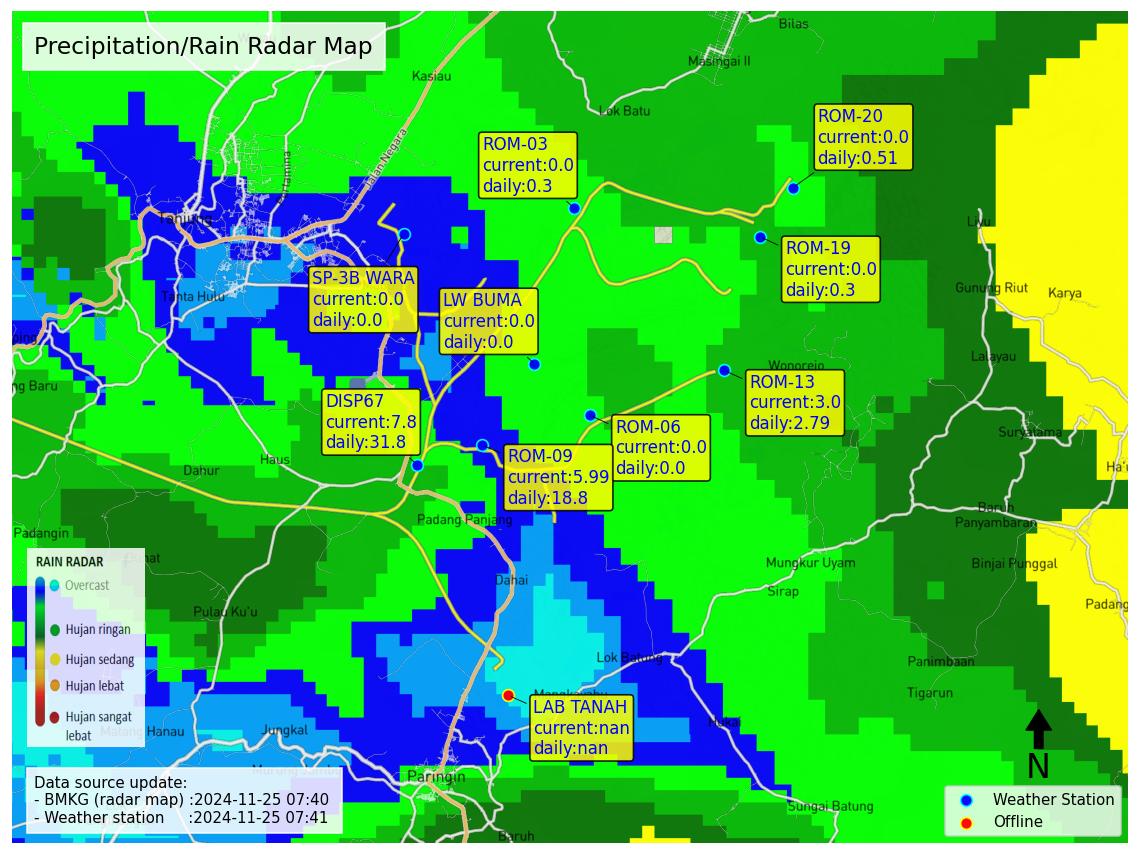 Precipitation/Rain Radar Map
Bilas
Masingai II
Kasiau
Lok Batu
Jalan Negara
ROM-20
current:0.0
daily:0.51
ROM-03
current:0.0
daily:0.3
Tanjung
Liyu
ROM-19
current:0.0
daily:0.3
SP-3B WARA
current:0.0
daily:0.0
LW BUMA
current:0.0
daily:0.0
Tanta Hulu
Gunung Riut
Karya
Lalayau
Wonorejo
ng Baru
ROM-13
current:3.0
daily:2.79
DISP67
current:7.8
daily:31.8
ROM-06
current:0.0
daily:0.0
ROM-09
current:5.99
daily:18.8
Suryatama
Haus
Dahur
Ha'u
Baruh
Panyambaran
Padang Panjang
Padangin
Mungkur Uyam
Binjai Punggal
Dahai
Sirap
Padang
Pulau Ku'u
RAIN RADAR
Overcast
Hujan ringan
Hujan sedang
Hujan lebat
Hujan sangat
lebat
Lok Batung
Panimbaan
Tigarun
LAB TANAH
current:nan
daily:nan
Hukai
Hanau
Jungkal
Paringin
Sungai Batung
Baruh
Data source update:
- BMKG (radar map) :2024-11-25 07:40
- Weather station :2024-11-25 07:41
N
Weather Station
Offline